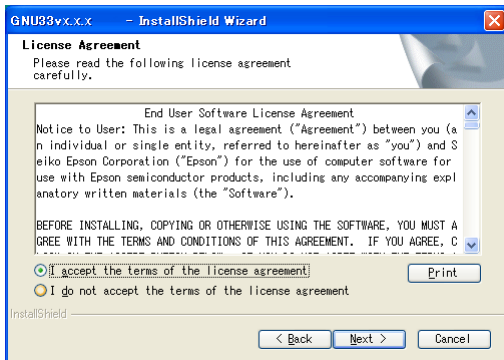 GNU33vx.x.x - InstallShield Wizard
License Agreement
Please read the following license agreement
carefully.
End User Software License Agreement
Notice to User: This is a legal agreement ("Agreement") between you (a
n individual or single entity, referred to hereinafter as "you") and S
eiko Epson Corporation ("Epson") for the use of computer software for
use with Epson semiconductor products, including any accompanying expl
anatory written materials (the "Software").
BEFORE INSTALLING, COPYING OR OTHERWISE USING THE SOFTWARE, YOU MUST A
GREE WITH THE TERMS AND CONDITIONS OF THIS AGREEMENT. IF YOU AGREE, C
I accept the terms of the license agreement
Print
I do not accept the terms of the license agreement
InstallShield
< Back
Next >
Cancel